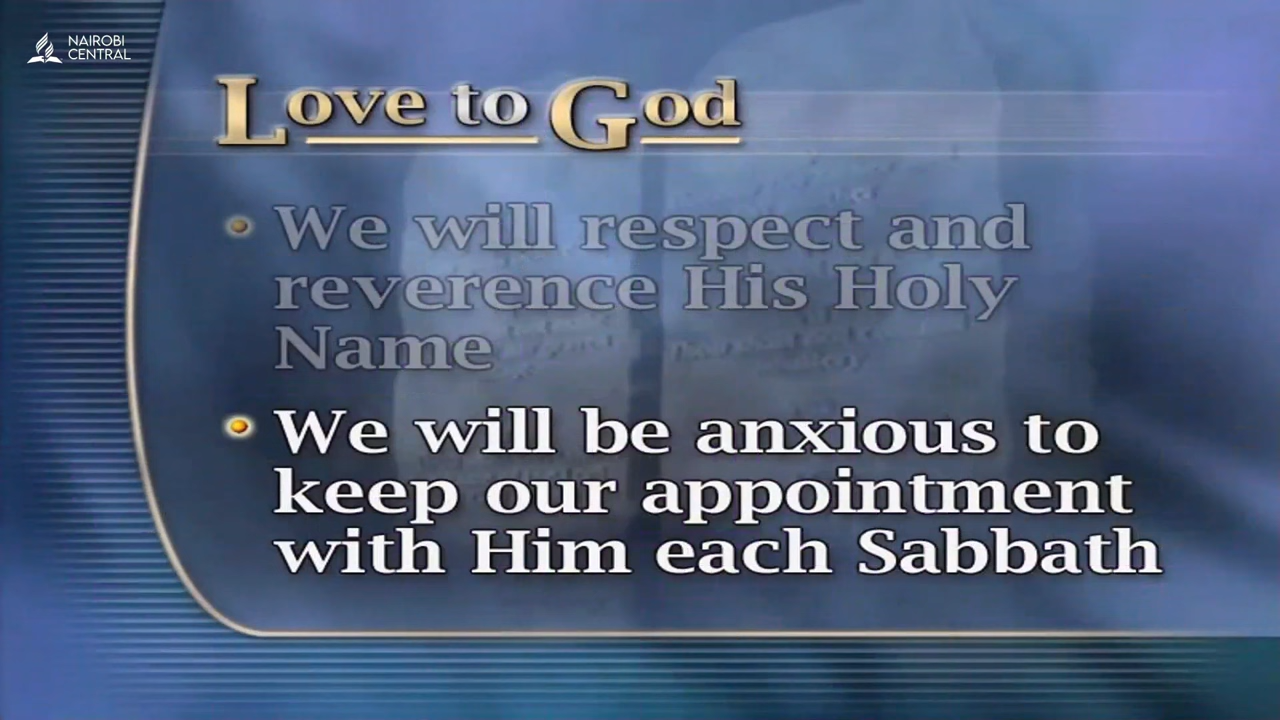 NAIROBI
CENTRAL
Love to God
• We will respect and
reverence His Holy
Name
• We will be anxious to
keep our appointment
with Him each Sabbath